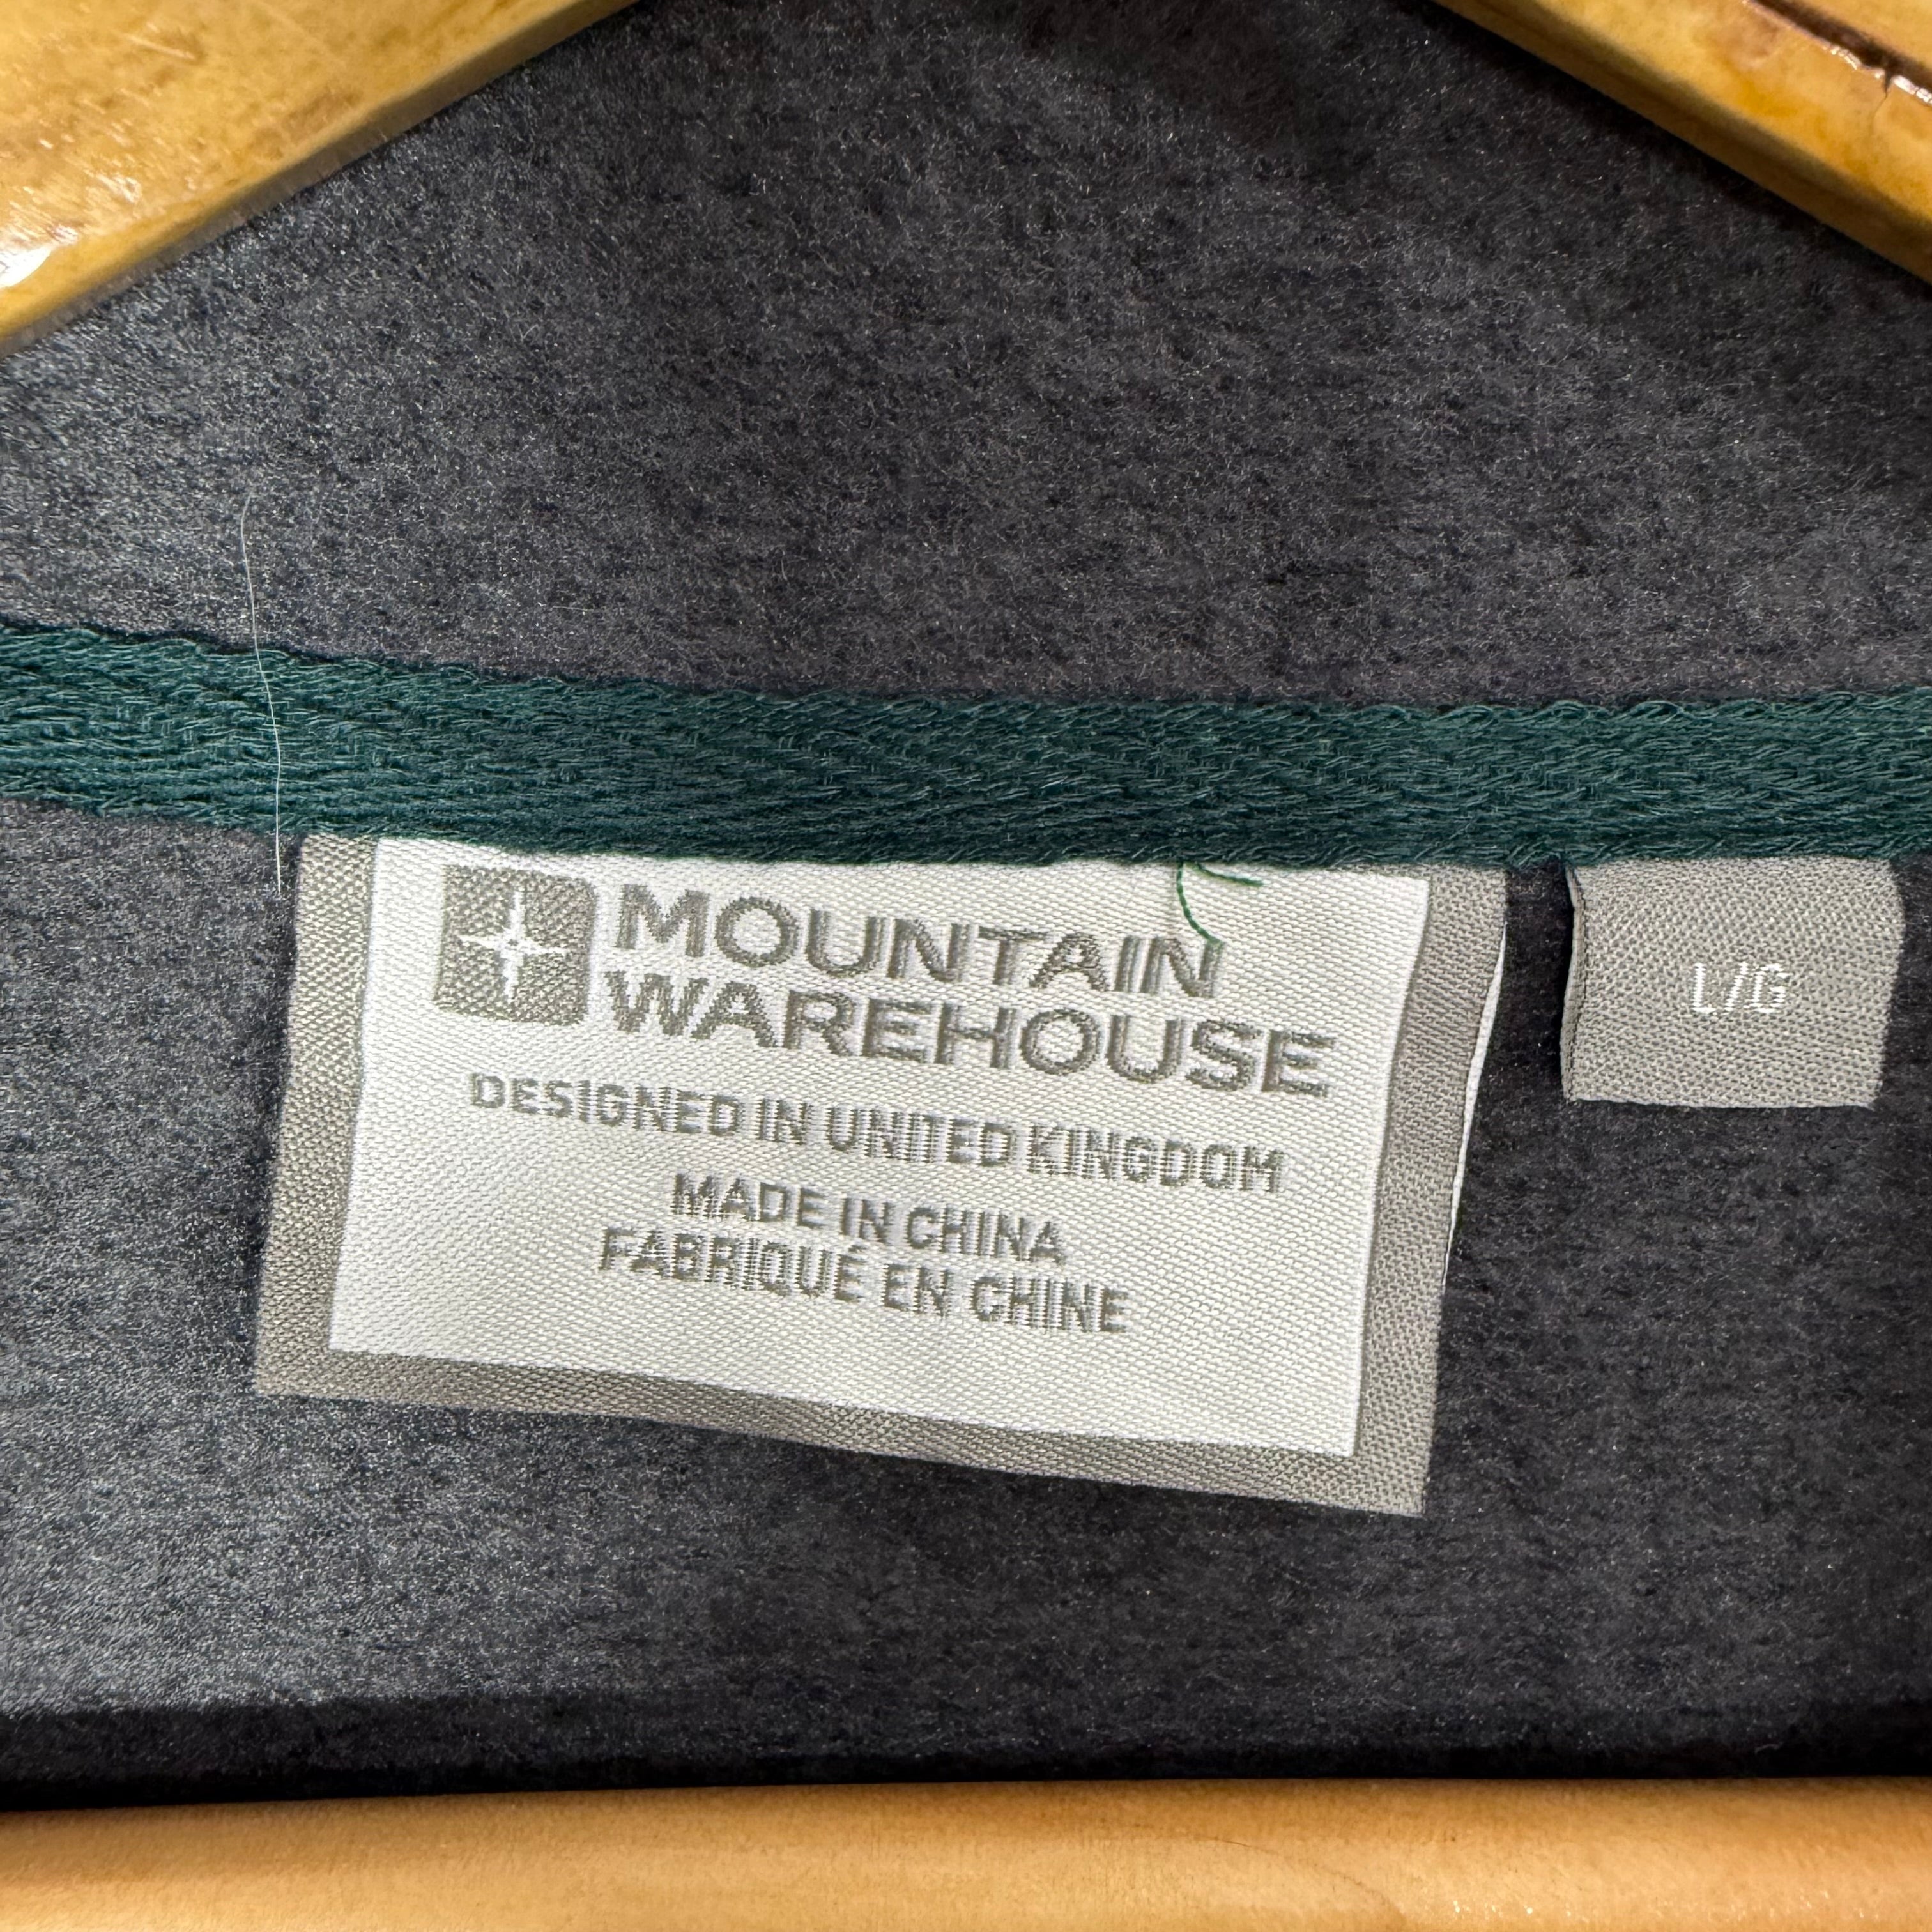 MOUNTAIN
WAREHOUSE
DESIGNED IN UNITED KINGDOM
MADE IN CHINA
FABRIQUÉ EN CHINE
L/G